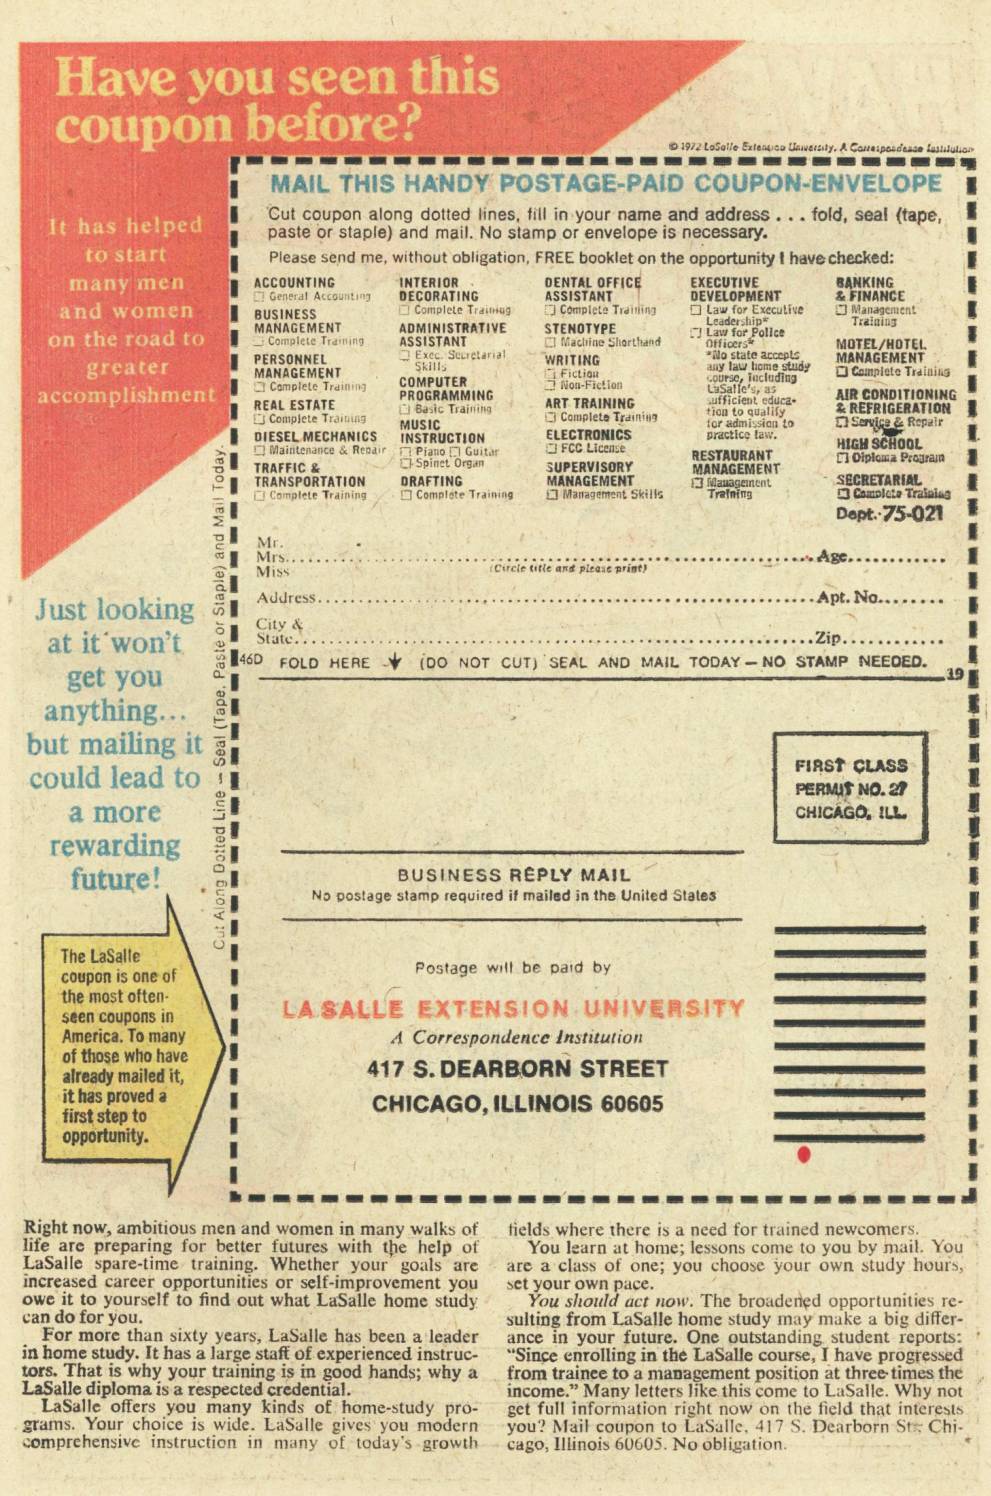 Have you seen this
coupon before?
© 1972 LaSalle Extension University, A Correspondence Institution
It has helped
to start
many men
and women
on the road to
greater
accomplishment
Just looking
at it won't
get you
anything...
but mailing it
could lead to
a more
rewarding
future!
The LaSalle
coupon is one of
the most often-
seen coupons in
America. To many
of those who have
already mailed it,
it has proved a
first step to
opportunity.
Cut Along Dotted Line – Seal (Tape, Paste or Staple) and Mail Today.
MAIL THIS HANDY POSTAGE-PAID COUPON-ENVELOPE
Cut coupon along dotted lines, fill in your name and address . . . fold, seal (tape,
paste or staple) and mail. No stamp or envelope is necessary.
Please send me, without obligation, FREE booklet on the opportunity I have checked:
ACCOUNTING
☐ General Accounting
BUSINESS
MANAGEMENT
☐ Complete Training
PERSONNEL
MANAGEMENT
☐ Complete Training
REAL ESTATE
☐ Complete Training
DIESEL MECHANICS
☐ Maintenance & Repair
TRAFFIC &
TRANSPORTATION
☐ Complete Training
INTERIOR
DECORATING
☐ Complete Training
ADMINISTRATIVE
ASSISTANT
☐ Exec. Secretarial
Skills
COMPUTER
PROGRAMMING
☐ Basic Training
MUSIC
INSTRUCTION
☐ Piano ☐ Guitar
☐ Spinet Organ
DRAFTING
☐ Complete Training
DENTAL OFFICE
ASSISTANT
☐ Complete Training
STENOTYPE
☐ Machine Shorthand
WRITING
☐ Fiction
☐ Non-Fiction
ART TRAINING
☐ Complete Training
ELECTRONICS
☐ FCC License
SUPERVISORY
MANAGEMENT
☐ Management Skills
EXECUTIVE
DEVELOPMENT
☐ Law for Executive
Leadership*
☐ Law for Police
Officers*
*No state accepts
any law home study
course, including
LaSalle's, as
sufficient educa-
tion to qualify
for admission to
practice law.
RESTAURANT
MANAGEMENT
☐ Management
Training
BANKING
& FINANCE
☐ Management
Training
MOTEL/HOTEL
MANAGEMENT
☐ Complete Training
AIR CONDITIONING
& REFRIGERATION
☐ Service & Repair
HIGH SCHOOL
☐ Diploma Program
SECRETARIAL
☐ Complete Training
Dept. 75-021
Mr.
Mrs.......... Age..........
Miss (Circle title and please print)
Address.......... Apt. No..........
City &
State.......... Zip..........
46D FOLD HERE ↓ (DO NOT CUT) SEAL AND MAIL TODAY – NO STAMP NEEDED.
19
FIRST CLASS
PERMIT NO. 27
CHICAGO, ILL.
BUSINESS REPLY MAIL
No postage stamp required if mailed in the United States
Postage will be paid by
LA SALLE EXTENSION UNIVERSITY
A Correspondence Institution
417 S. DEARBORN STREET
CHICAGO, ILLINOIS 60605
Right now, ambitious men and women in many walks of
life are preparing for better futures with the help of
LaSalle spare-time training. Whether your goals are
increased career opportunities or self-improvement you
owe it to yourself to find out what LaSalle home study
can do for you.
For more than sixty years, LaSalle has been a leader
in home study. It has a large staff of experienced instruc-
tors. That is why your training is in good hands; why a
LaSalle diploma is a respected credential.
LaSalle offers you many kinds of home-study pro-
grams. Your choice is wide. LaSalle gives you modern
comprehensive instruction in many of today's growth
fields where there is a need for trained newcomers.
You learn at home; lessons come to you by mail. You
are a class of one; you choose your own study hours,
set your own pace.
You should act now. The broadened opportunities re-
sulting from LaSalle home study may make a big differ-
ance in your future. One outstanding student reports:
"Since enrolling in the LaSalle course, I have progressed
from trainee to a management position at three times the
income." Many letters like this come to LaSalle. Why not
get full information right now on the field that interests
you? Mail coupon to LaSalle, 417 S. Dearborn St., Chi-
cago, Illinois 60605. No obligation.